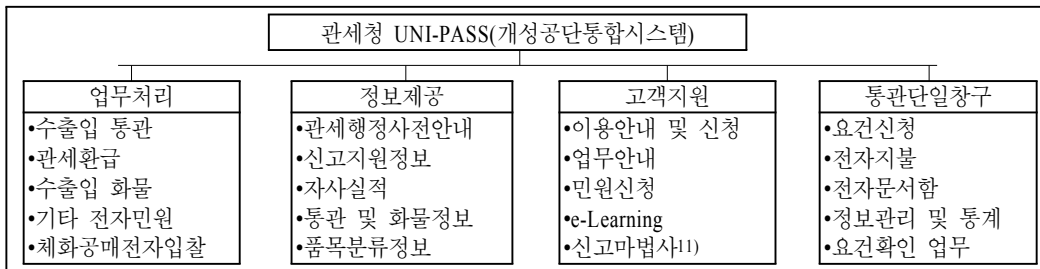 관세청 UNI-PASS(개성공단통합시스템)
업무처리
•수출입 통관
•관세환급
•수출입 화물
•기타 전자민원
•체화공매전자입찰
정보제공
•관세행정사전안내
•신고지원정보
•자사실적
•통관 및 화물정보
•품목분류정보
고객지원
•이용안내 및 신청
•업무안내
•민원신청
•e-Learning
•신고마법사11)
통관단일창구
•요건신청
•전자지불
•전자문서함
•정보관리 및 통계
•요건확인 업무